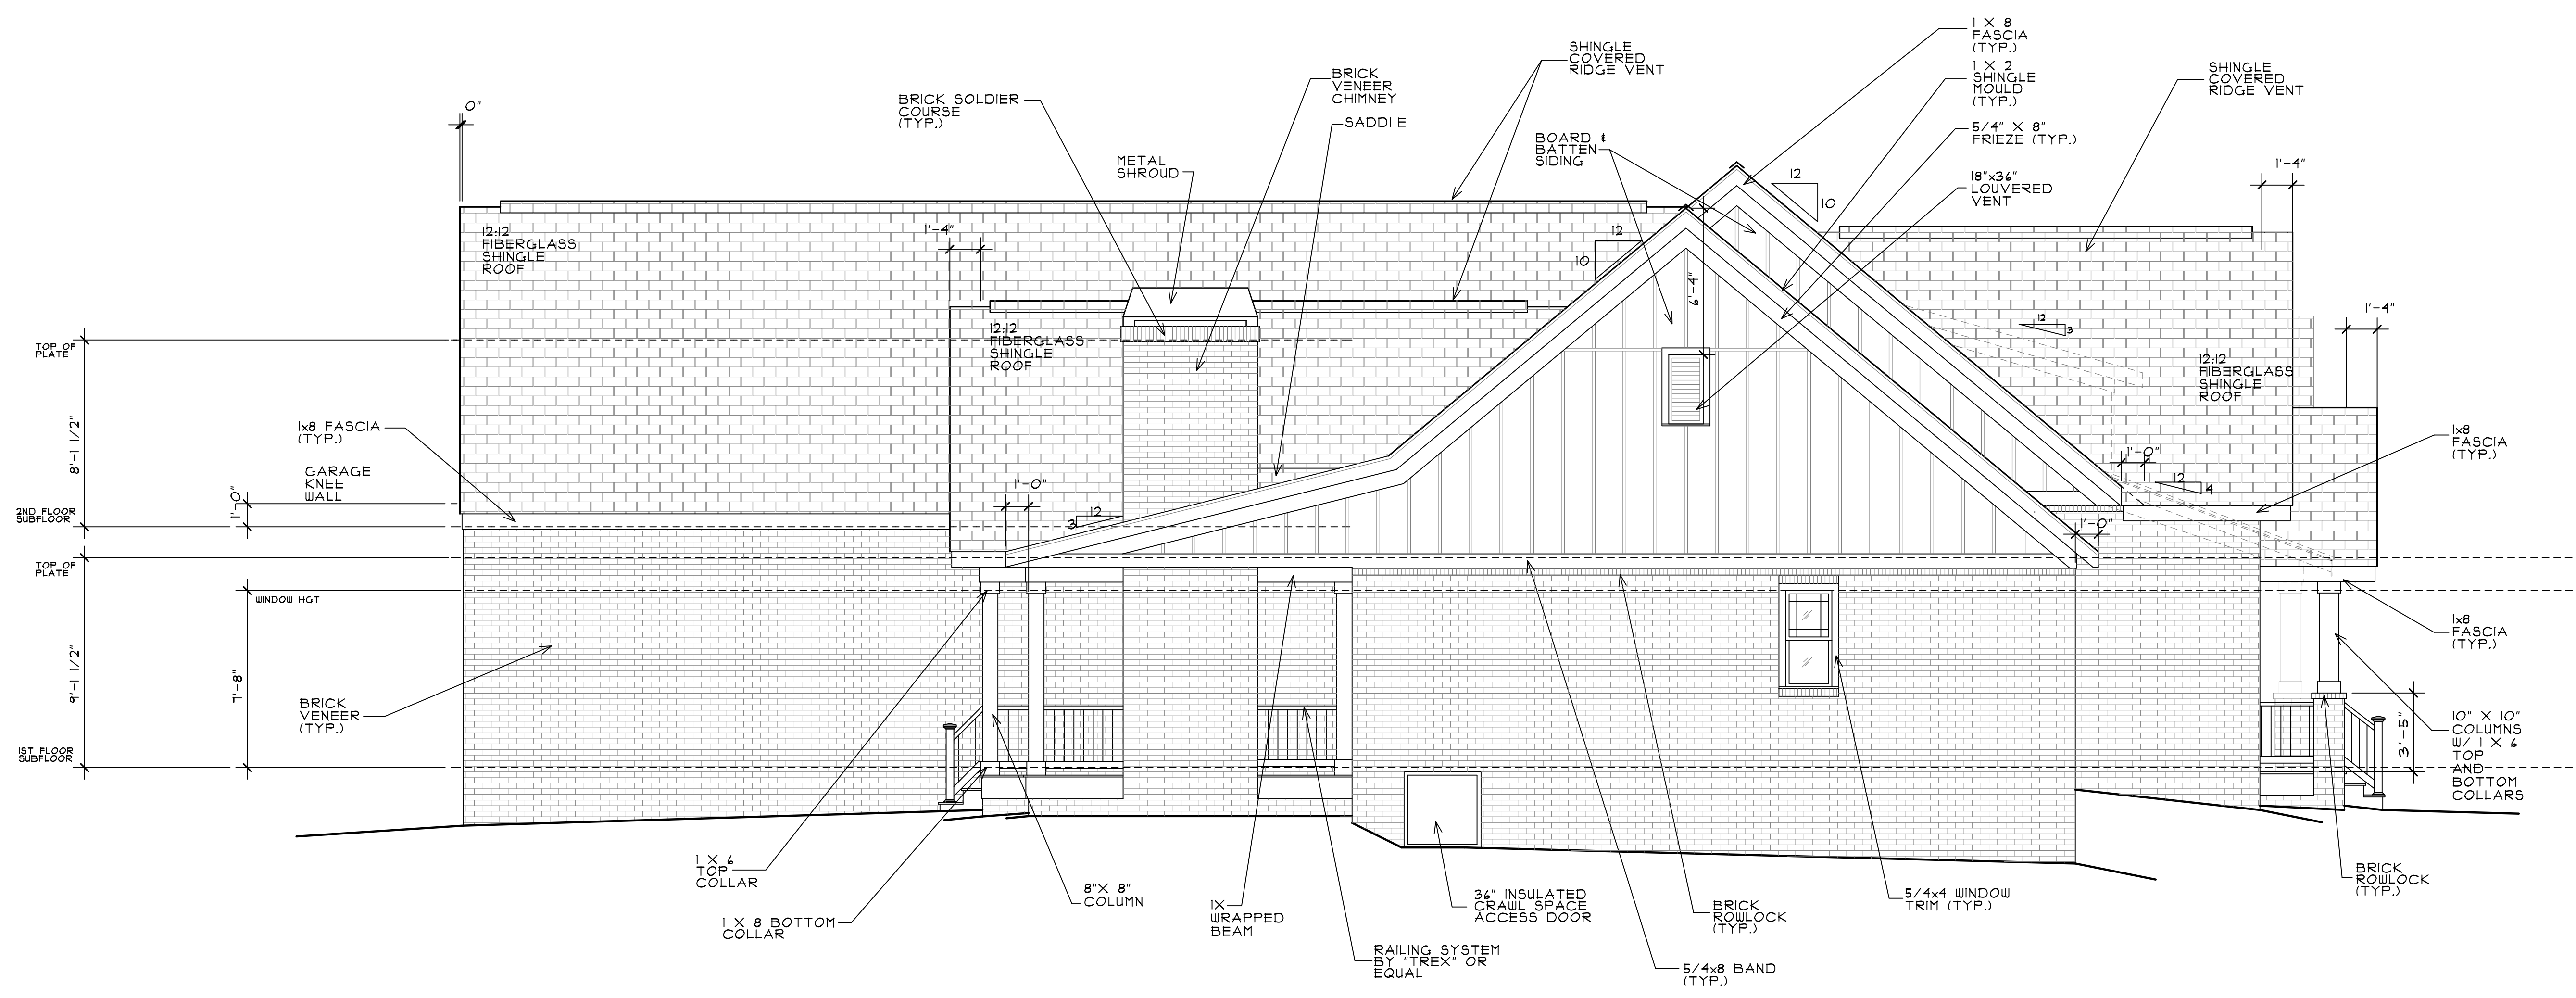 1 X 8
FASCIA
(TYP.)
SHINGLE
COVERED
RIDGE VENT
1 X 2
SHINGLE
MOULD
(TYP.)
SHINGLE
COVERED
RIDGE VENT
BRICK
VENEER
CHIMNEY
BRICK SOLDIER
COURSE
(TYP.)
0"
SADDLE
5/4" X 8"
FRIEZE (TYP.)
BOARD &
BATTEN
SIDING
METAL
SHROUD
12
10
18"x36"
LOUVERED
VENT
1'-4"
12:12
FIBERGLASS
SHINGLE
ROOF
1'-4"
12
10
6'-4"
1'-4"
12:12
FIBERGLASS
SHINGLE
ROOF
12
3
12:12
FIBERGLASS
SHINGLE
ROOF
TOP OF
PLATE
8'-1 1/2"
1x8 FASCIA
(TYP.)
GARAGE
KNEE
WALL
1'-0"
2ND FLOOR
SUBFLOOR
1'-0"
12
3
1'-0"
12
4
1'-0"
1x8
FASCIA
(TYP.)
TOP OF
PLATE
WINDOW HGT
9'-1 1/2"
7'-8"
1x8
FASCIA
(TYP.)
BRICK
VENEER
(TYP.)
1ST FLOOR
SUBFLOOR
3'-5"
10" X 10"
COLUMNS
W/ 1 X 6
TOP
AND
BOTTOM
COLLARS
1 X 6
TOP
COLLAR
1 X 8 BOTTOM
COLLAR
8"X 8"
COLUMN
1X
WRAPPED
BEAM
RAILING SYSTEM
BY "TREX" OR
EQUAL
36" INSULATED
CRAWL SPACE
ACCESS DOOR
5/4x8 BAND
(TYP.)
BRICK
ROWLOCK
(TYP.)
5/4x4 WINDOW
TRIM (TYP.)
BRICK
ROWLOCK
(TYP.)